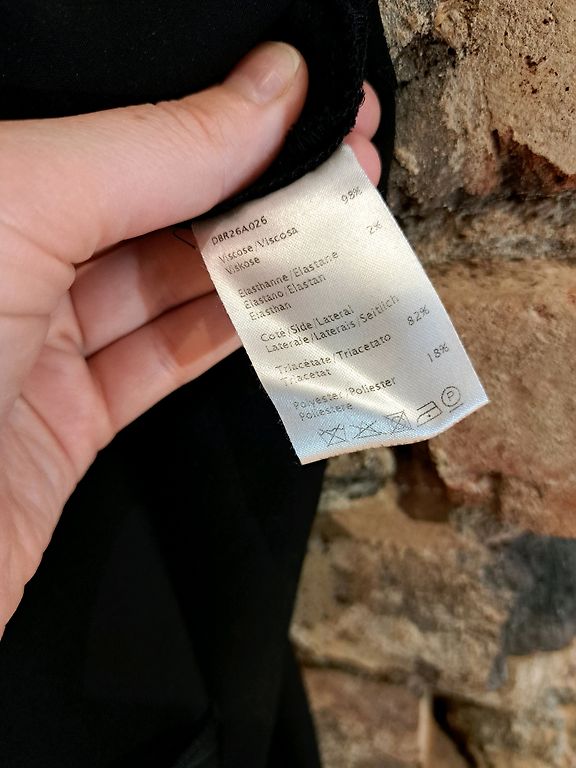 DBR26A026
Viscose/Viscosa 98%
Viskose
Elasthanne/Elastane 2%
Elastano/Elastan
Elasthan
Coté/Side/Lateral
Laterale/Laterais/Seitlich
Triacétate/Triacetato 82%
Triacetat
Polyester/Poliester 18%
Poliestere
P